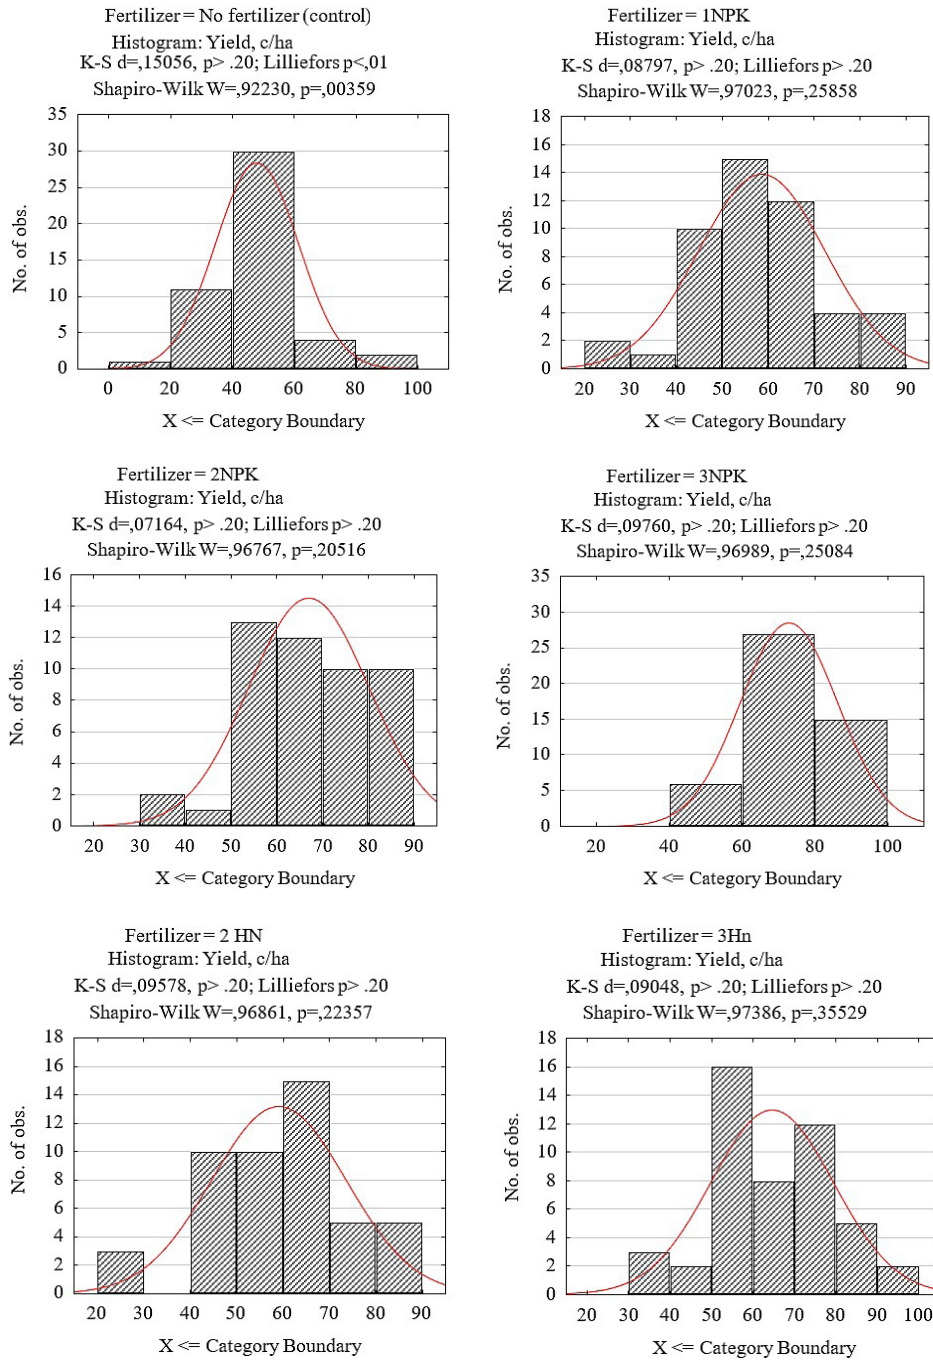 Fertilizer = No fertilizer (control)
Histogram: Yield, c/ha
K-S d=,15056, p> .20; Lilliefors p<,01
Shapiro-Wilk W=,92230, p=,00359
35
30
25
20
15
10
5
0
No. of obs.
0 20 40 60 80 100
X <= Category Boundary
Fertilizer = 1NPK
Histogram: Yield, c/ha
K-S d=,08797, p> .20; Lilliefors p> .20
Shapiro-Wilk W=,97023, p=,25858
18
16
14
12
10
8
6
4
2
0
No. of obs.
20 30 40 50 60 70 80 90
X <= Category Boundary
Fertilizer = 2NPK
Histogram: Yield, c/ha
K-S d=,07164, p> .20; Lilliefors p> .20
Shapiro-Wilk W=,96767, p=,20516
16
14
12
10
8
6
4
2
0
No. of obs.
20 30 40 50 60 70 80 90
X <= Category Boundary
Fertilizer = 3NPK
Histogram: Yield, c/ha
K-S d=,09760, p> .20; Lilliefors p> .20
Shapiro-Wilk W=,96989, p=,25084
35
30
25
20
15
10
5
0
No. of obs.
20 40 60 80 100
X <= Category Boundary
Fertilizer = 2 HN
Histogram: Yield, c/ha
K-S d=,09578, p> .20; Lilliefors p> .20
Shapiro-Wilk W=,96861, p=,22357
18
16
14
12
10
8
6
4
2
0
No. of obs.
20 30 40 50 60 70 80 90
X <= Category Boundary
Fertilizer = 3Hn
Histogram: Yield, c/ha
K-S d=,09048, p> .20; Lilliefors p> .20
Shapiro-Wilk W=,97386, p=,35529
18
16
14
12
10
8
6
4
2
0
No. of obs.
20 30 40 50 60 70 80 90 100
X <= Category Boundary